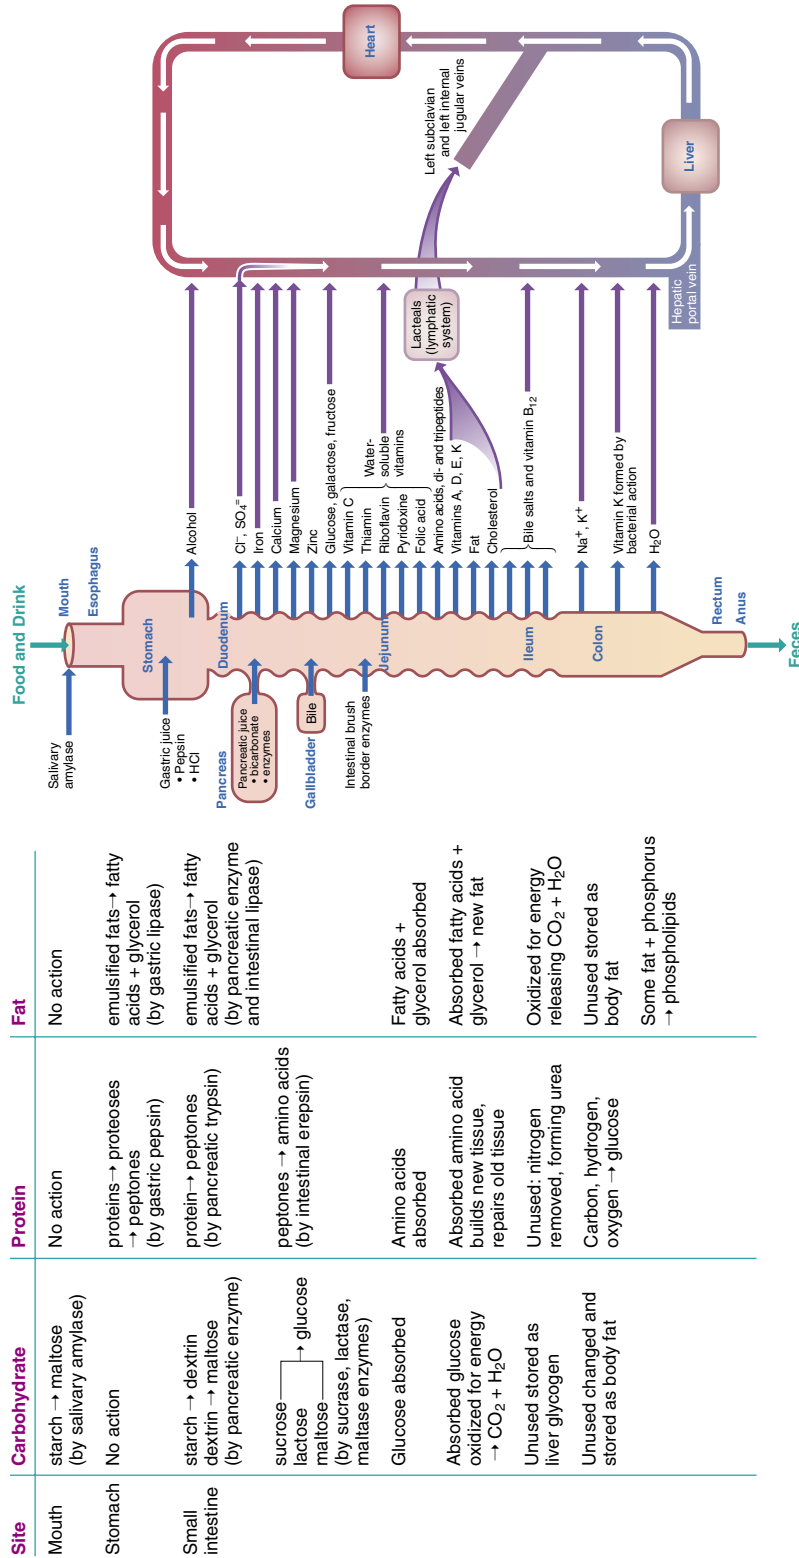 Site
Carbohydrate
Protein
Fat
Mouth
starch → maltose
(by salivary amylase)
No action
No action
Stomach
No action
proteins→ proteoses
→ peptones
(by gastric pepsin)
emulsified fats→ fatty
acids + glycerol
(by gastric lipase)
Small
intestine
starch → dextrin
dextrin → maltose
(by pancreatic enzyme)
protein→ peptones
(by pancreatic trypsin)
emulsified fats→ fatty
acids + glycerol
(by pancreatic enzyme
and intestinal lipase)
sucrose
lactose → glucose
maltose
(by sucrase, lactase,
maltase enzymes)
peptones → amino acids
(by intestinal erepsin)
Glucose absorbed
Amino acids
absorbed
Fatty acids +
glycerol absorbed
Absorbed glucose
oxidized for energy
→ CO2 + H2O
Absorbed amino acid
builds new tissue,
repairs old tissue
Absorbed fatty acids +
glycerol → new fat
Unused stored as
liver glycogen
Unused: nitrogen
removed, forming urea
Oxidized for energy
releasing CO2 + H2O
Unused changed and
stored as body fat
Carbon, hydrogen,
oxygen → glucose
Unused stored as
body fat
Some fat + phosphorus
→ phospholipids
Food and Drink
Mouth
Esophagus
Salivary
amylase
Stomach
Gastric juice
• Pepsin
• HCl
Duodenum
Pancreas
Pancreatic juice
• bicarbonate
• enzymes
Gallbladder
Bile
Intestinal brush
border enzymes
Jejunum
Ileum
Colon
Rectum
Anus
Feces
Alcohol
Cl−, SO4=
Iron
Calcium
Magnesium
Zinc
Glucose, galactose, fructose
Vitamin C
Thiamin
Riboflavin
Pyridoxine
Folic acid
Water-
soluble
vitamins
Amino acids, di- and tripeptides
Vitamins A, D, E, K
Fat
Cholesterol
Bile salts and vitamin B12
Na+, K+
Vitamin K formed by
bacterial action
H2O
Lacteals
(lymphatic
system)
Left subclavian
and left internal
jugular veins
Heart
Liver
Hepatic
portal vein